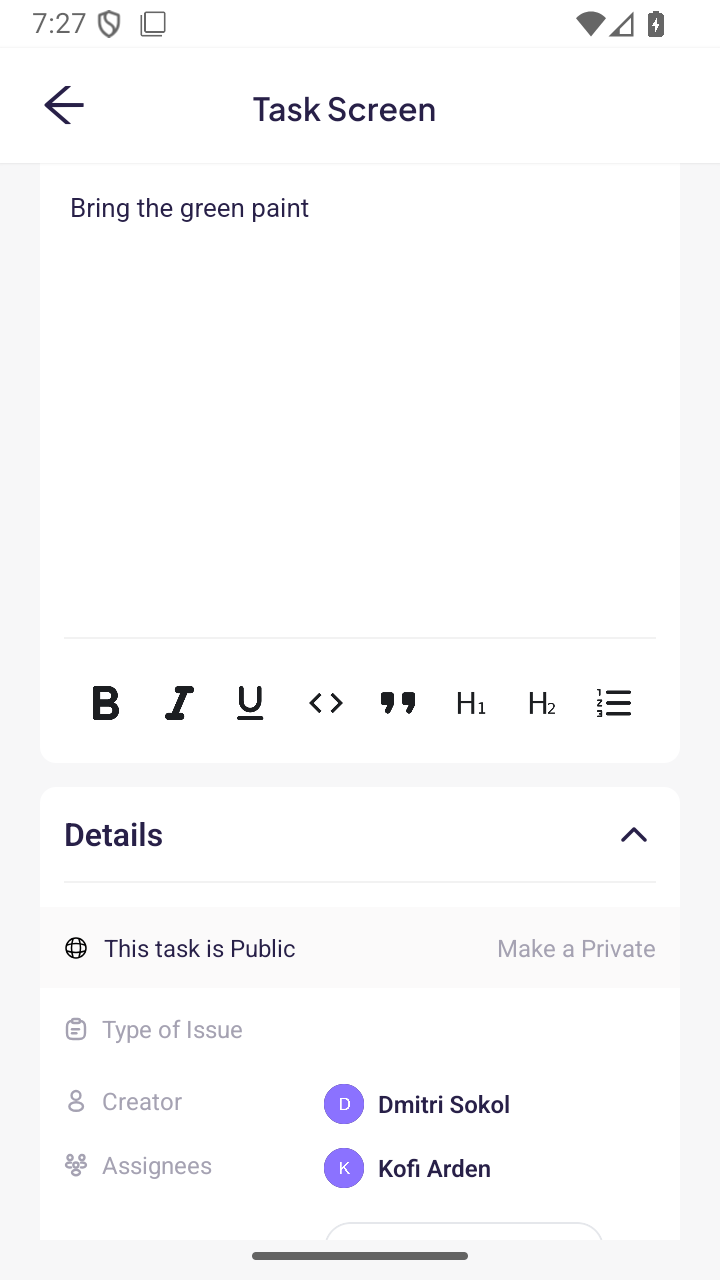 7:27
Task Screen
Bring the green paint
B I U <> ❞ H1 H2
Details
This task is Public Make a Private
Type of Issue
Creator D Dmitri Sokol
Assignees K Kofi Arden